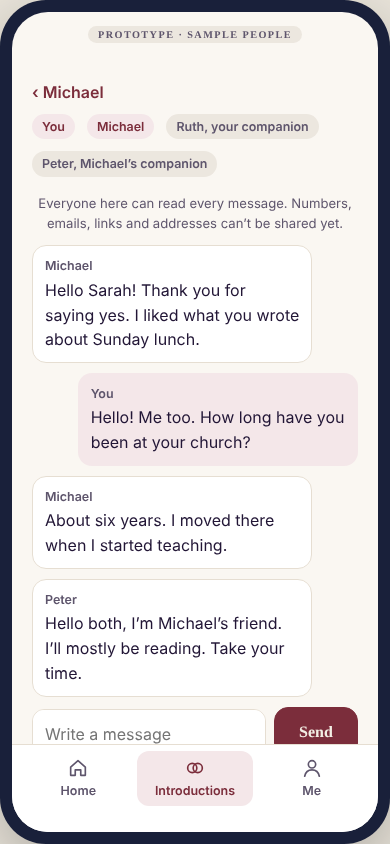 PROTOTYPE · SAMPLE PEOPLE
‹ Michael
You
Michael
Ruth, your companion
Peter, Michael’s companion
Everyone here can read every message. Numbers,
emails, links and addresses can’t be shared yet.
Michael
Hello Sarah! Thank you for
saying yes. I liked what you wrote
about Sunday lunch.
You
Hello! Me too. How long have you
been at your church?
Michael
About six years. I moved there
when I started teaching.
Peter
Hello both, I’m Michael’s friend.
I’ll mostly be reading. Take your
time.
Write a message
Send
Home
Introductions
Me